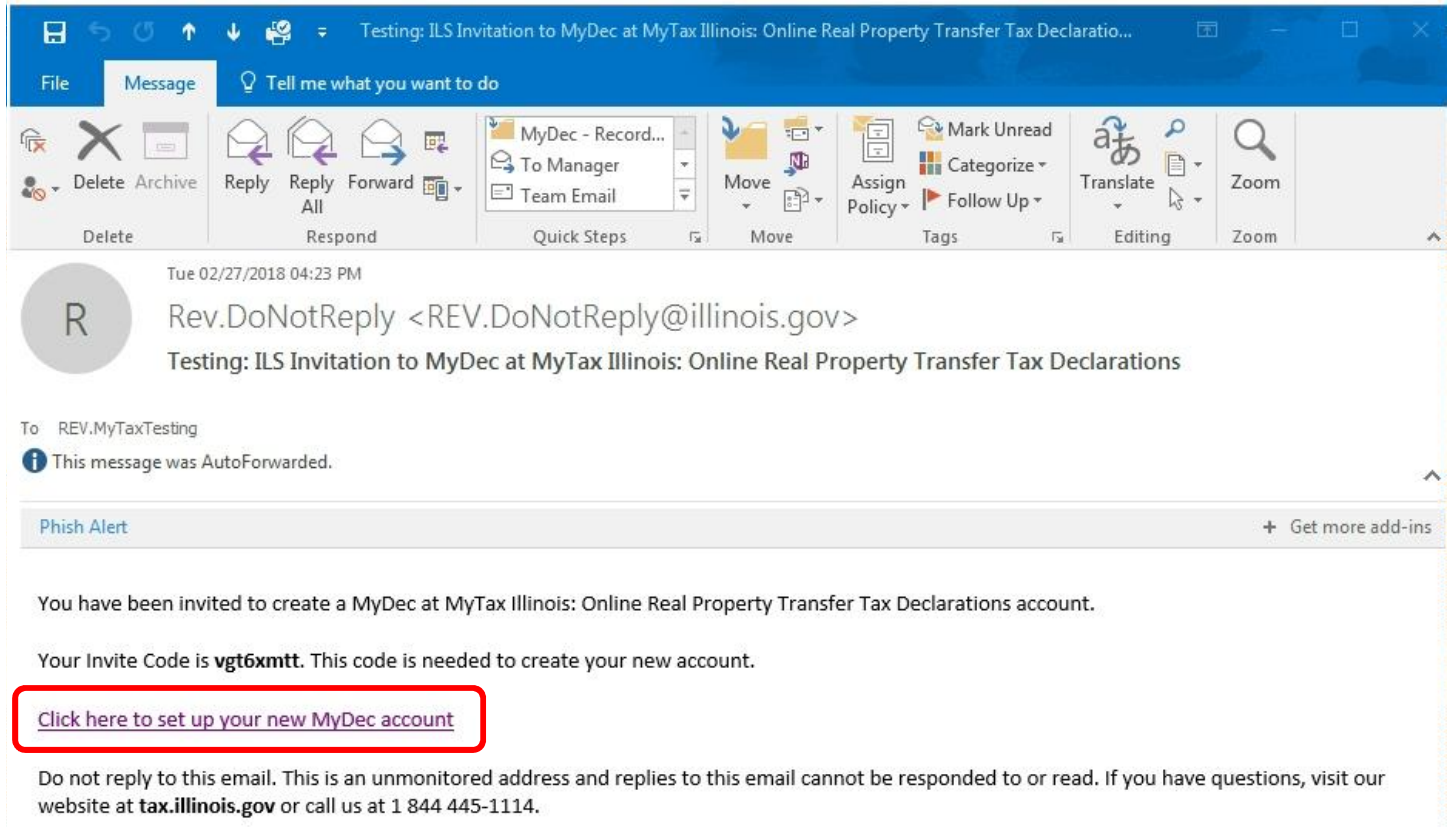 Testing: ILS Invitation to MyDec at MyTax Illinois: Online Real Property Transfer Tax Declaratio...
File Message Tell me what you want to do
Delete Archive Reply Reply All Forward
MyDec - Record...
To Manager
Team Email
Move
Assign Policy
Mark Unread
Categorize
Follow Up
Translate
Zoom
Delete Respond Quick Steps Move Tags Editing Zoom
Tue 02/27/2018 04:23 PM
R
Rev.DoNotReply <REV.DoNotReply@illinois.gov>
Testing: ILS Invitation to MyDec at MyTax Illinois: Online Real Property Transfer Tax Declarations
To REV.MyTaxTesting
This message was AutoForwarded.
Phish Alert + Get more add-ins
You have been invited to create a MyDec at MyTax Illinois: Online Real Property Transfer Tax Declarations account.
Your Invite Code is vgt6xmtt. This code is needed to create your new account.
Click here to set up your new MyDec account
Do not reply to this email. This is an unmonitored address and replies to this email cannot be responded to or read. If you have questions, visit our
website at tax.illinois.gov or call us at 1 844 445-1114.